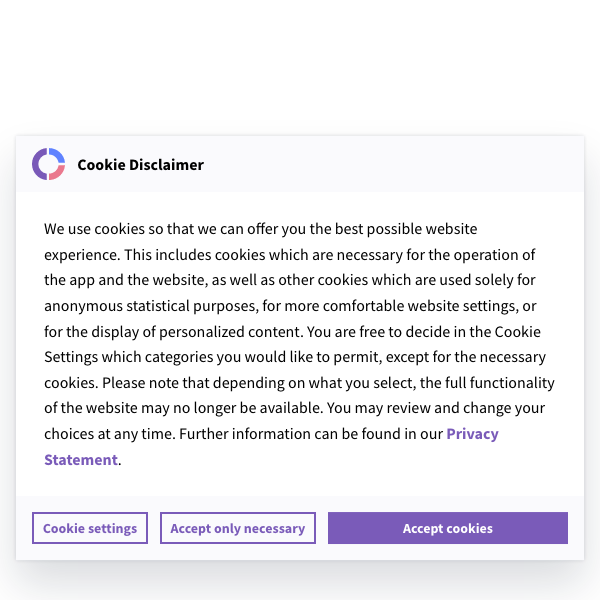 Cookie Disclaimer
We use cookies so that we can offer you the best possible website
experience. This includes cookies which are necessary for the operation of
the app and the website, as well as other cookies which are used solely for
anonymous statistical purposes, for more comfortable website settings, or
for the display of personalized content. You are free to decide in the Cookie
Settings which categories you would like to permit, except for the necessary
cookies. Please note that depending on what you select, the full functionality
of the website may no longer be available. You may review and change your
choices at any time. Further information can be found in our Privacy
Statement.
Cookie settings Accept only necessary Accept cookies